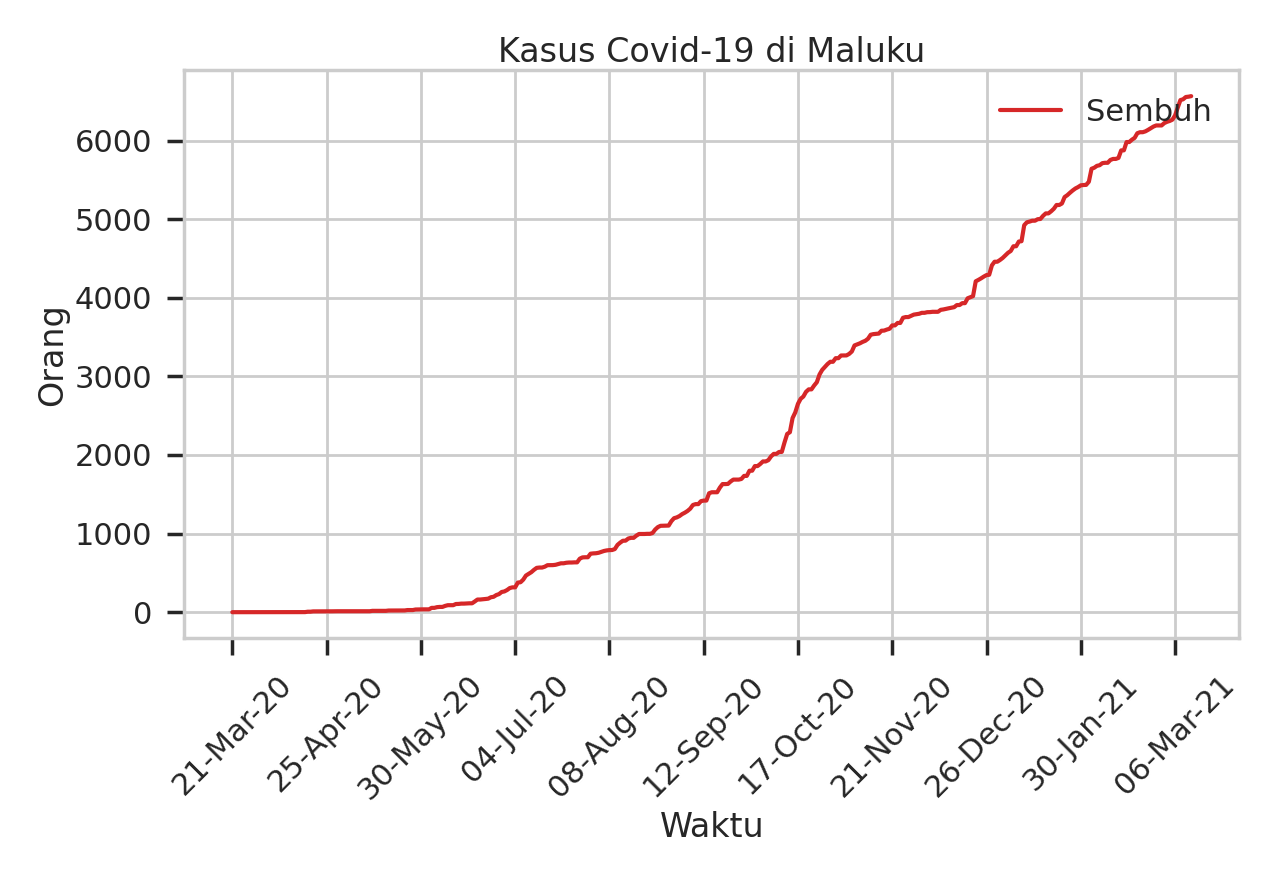 Kasus Covid-19 di Maluku
Sembuh
Orang
6000
5000
4000
3000
2000
1000
0
21-Mar-20
25-Apr-20
30-May-20
04-Jul-20
08-Aug-20
12-Sep-20
17-Oct-20
21-Nov-20
26-Dec-20
30-Jan-21
06-Mar-21
Waktu